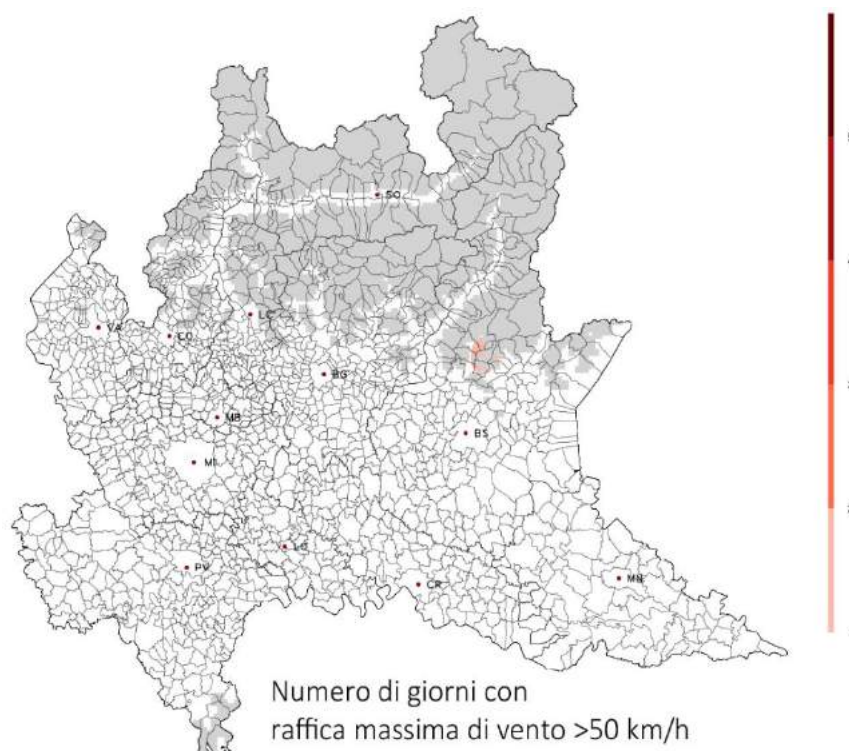 SO
VA
CO
LC
BG
MB
BS
MI
LO
PV
CR
MN
Numero di giorni con
raffica massima di vento >50 km/h